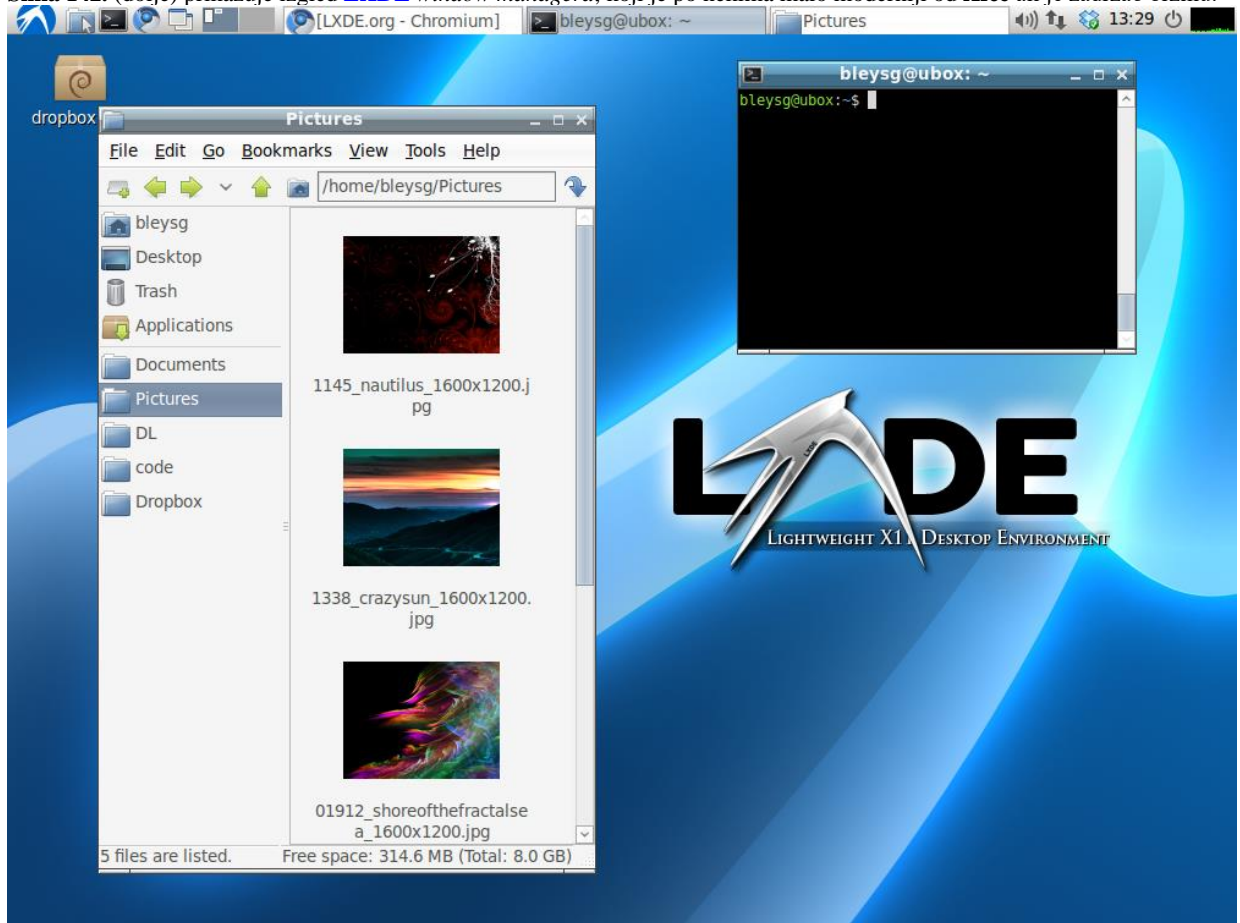 [LXDE.org - Chromium] bleysg@ubox: ~ Pictures 13:29
dropbox
Pictures
File Edit Go Bookmarks View Tools Help
/home/bleysg/Pictures
bleysg
Desktop
Trash
Applications
Documents
Pictures
DL
code
Dropbox
1145_nautilus_1600x1200.j
pg
1338_crazysun_1600x1200.
jpg
01912_shoreofthefractalse
a_1600x1200.jpg
5 files are listed. Free space: 314.6 MB (Total: 8.0 GB)
bleysg@ubox: ~
bleysg@ubox:~$
LXDE
LXDE
Lightweight X11 Desktop Environment